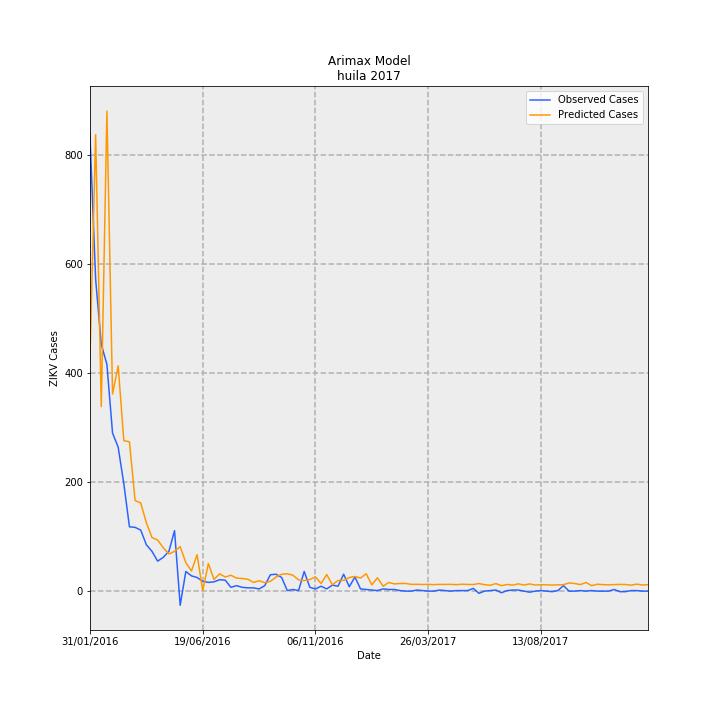 Arimax Model
huila 2017
Observed Cases
Predicted Cases
800
600
400
200
0
ZIKV Cases
31/01/2016
19/06/2016
06/11/2016
26/03/2017
13/08/2017
Date